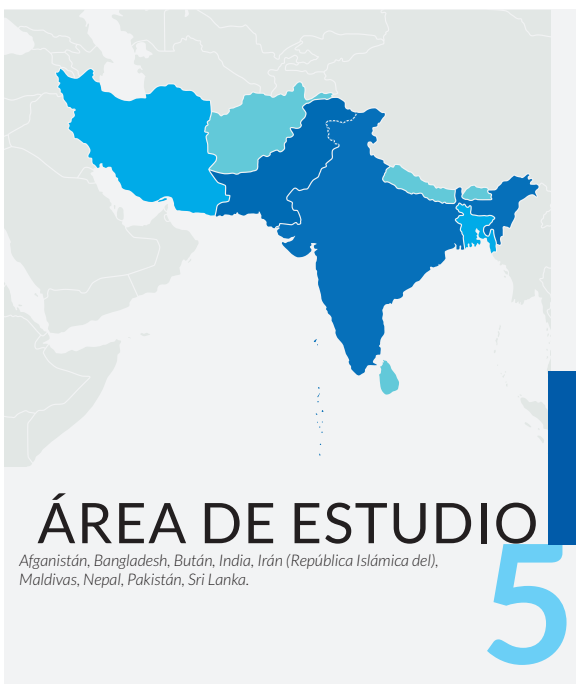 ÁREA DE ESTUDIO
Afganistán, Bangladesh, Bután, India, Irán (República Islámica del),
Maldivas, Nepal, Pakistán, Sri Lanka.
5